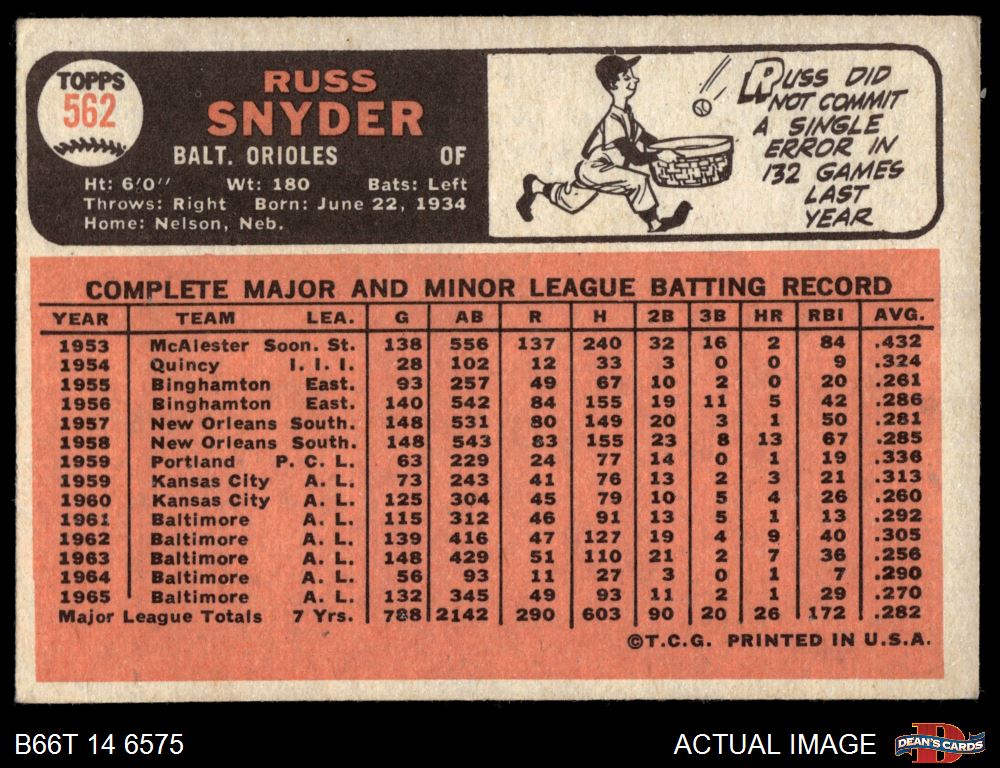 TOPPS
562
RUSS
SNYDER
BALT. ORIOLES OF
Ht: 6'0" Wt: 180 Bats: Left
Throws: Right Born: June 22, 1934
Home: Nelson, Neb.
RUSS DID
NOT COMMIT
A SINGLE
ERROR IN
132 GAMES
LAST
YEAR
COMPLETE MAJOR AND MINOR LEAGUE BATTING RECORD
YEAR TEAM LEA. G AB R H 2B 3B HR RBI AVG.
1953 McAlester Soon. St. 138 556 137 240 32 16 2 84 .432
1954 Quincy I. I. I. 28 102 12 33 3 0 0 9 .324
1955 Binghamton East. 93 257 49 67 10 2 0 20 .261
1956 Binghamton East. 140 542 84 155 19 11 5 42 .286
1957 New Orleans South. 148 531 80 149 20 3 1 50 .281
1958 New Orleans South. 148 543 83 155 23 8 13 67 .285
1959 Portland P. C. L. 63 229 24 77 14 0 1 19 .336
1959 Kansas City A. L. 73 243 41 76 13 2 3 21 .313
1960 Kansas City A. L. 125 304 45 79 10 5 4 26 .260
1961 Baltimore A. L. 115 312 46 91 13 5 1 13 .292
1962 Baltimore A. L. 139 416 47 127 19 4 9 40 .305
1963 Baltimore A. L. 148 429 51 110 21 2 7 36 .256
1964 Baltimore A. L. 56 93 11 27 3 0 1 7 .290
1965 Baltimore A. L. 132 345 49 93 11 2 1 29 .270
Major League Totals 7 Yrs. 788 2142 290 603 90 20 26 172 .282
©T.C.G. PRINTED IN U.S.A.
B66T 14 6575 ACTUAL IMAGE
D
DEAN'S CARDS